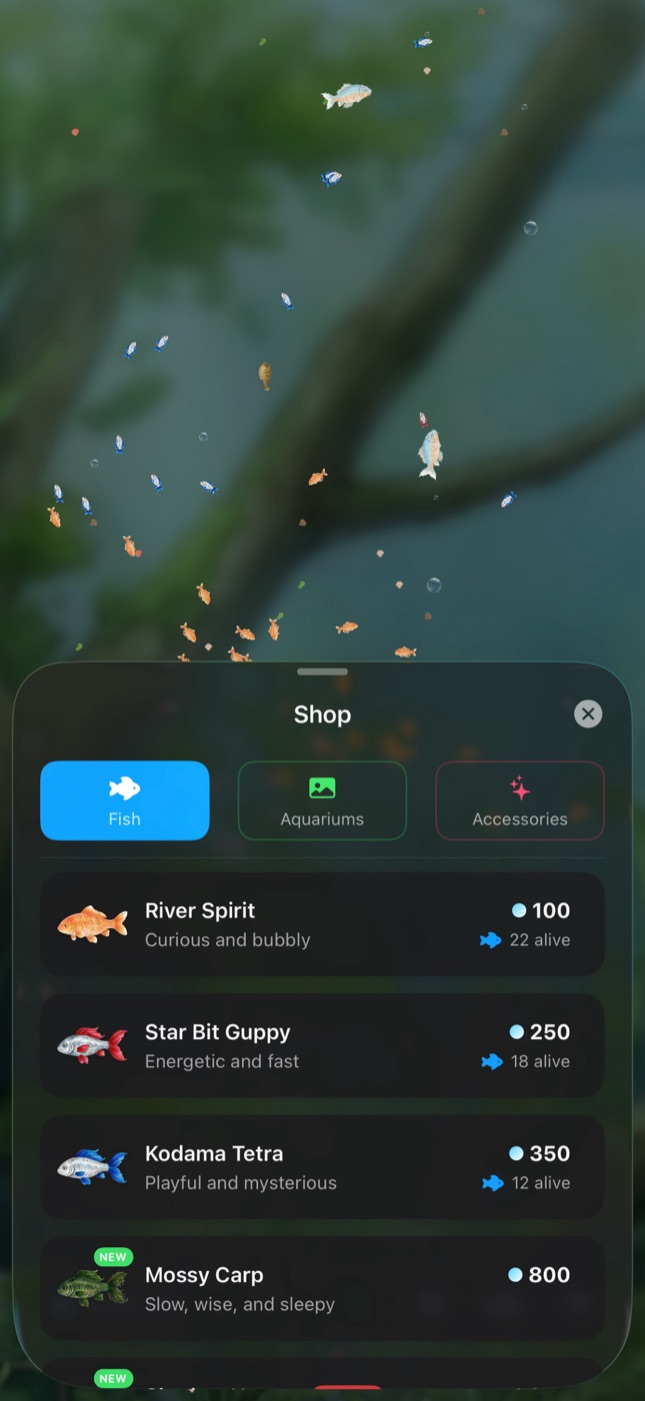 Shop
Fish
Aquariums
Accessories
River Spirit
100
Curious and bubbly
22 alive
Star Bit Guppy
250
Energetic and fast
18 alive
Kodama Tetra
350
Playful and mysterious
12 alive
NEW
Mossy Carp
800
Slow, wise, and sleepy
NEW